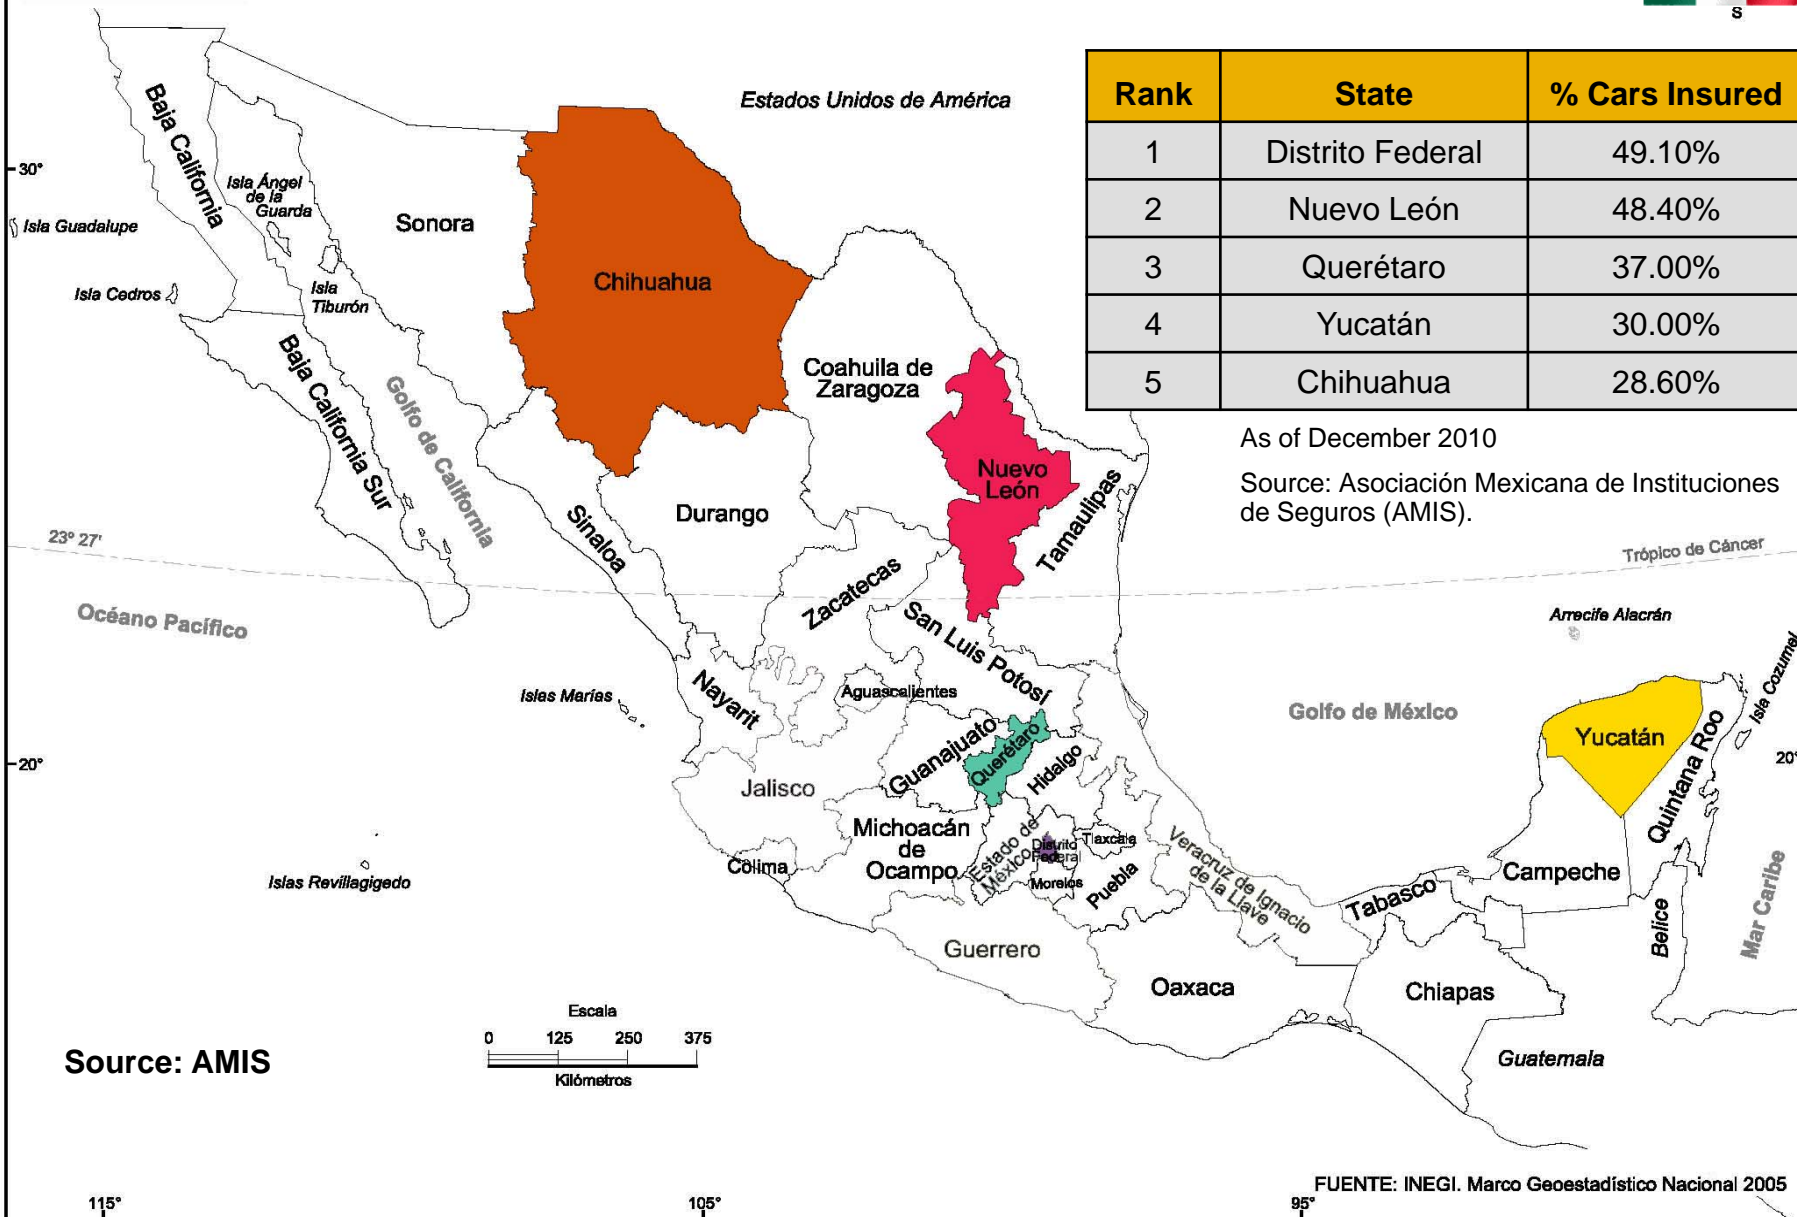 S
Rank State % Cars Insured
1 Distrito Federal 49.10%
2 Nuevo León 48.40%
3 Querétaro 37.00%
4 Yucatán 30.00%
5 Chihuahua 28.60%
As of December 2010
Source: Asociación Mexicana de Instituciones
de Seguros (AMIS).
Estados Unidos de América
30°
Baja California
Isla Ángel
de la
Guarda
Isla Guadalupe
Sonora
Isla Cedros
Isla
Tiburón
Chihuahua
Baja California Sur
Golfo de California
Coahuila de
Zaragoza
Nuevo
León
Tamaulipas
Sinaloa
Durango
23° 27'
Trópico de Cáncer
Océano Pacífico
Zacatecas
San Luis Potosí
Arrecife Alacrán
Isla Cozumel
Islas Marías
Nayarit
Aguascalientes
Golfo de México
Yucatán
Quintana Roo
20°
20°
Guanajuato
Querétaro
Hidalgo
Jalisco
Michoacán
de
Ocampo
Colima
Estado de
México
Distrito
Federal
Tlaxcala
Morelos
Puebla
Veracruz de Ignacio
de la Llave
Islas Revillagigedo
Tabasco
Campeche
Belice
Mar Caribe
Guerrero
Oaxaca
Chiapas
Guatemala
Escala
0 125 250 375
Kilómetros
Source: AMIS
FUENTE: INEGI. Marco Geoestadístico Nacional 2005
115° 105° 95°